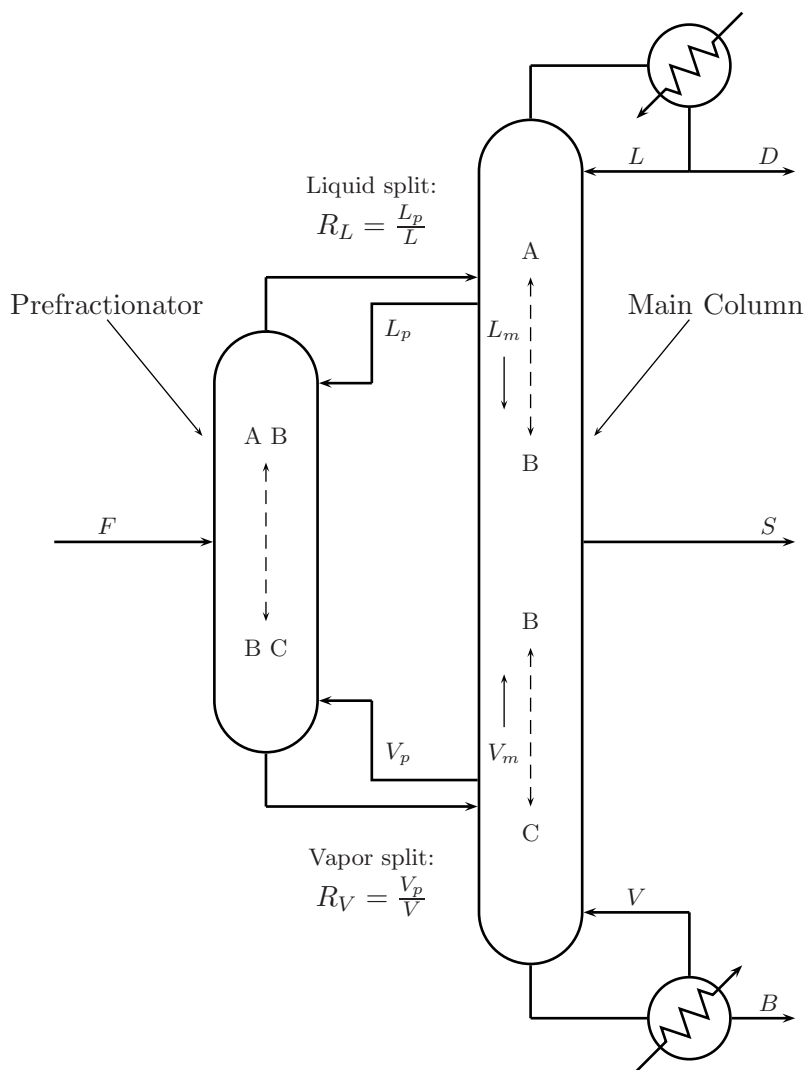 L
D
Liquid split:
R_L = L_p/L
A
Prefractionator
Main Column
L_p
L_m
A B
B
F
S
B
B C
V_p
V_m
C
Vapor split:
R_V = V_p/V
V
B